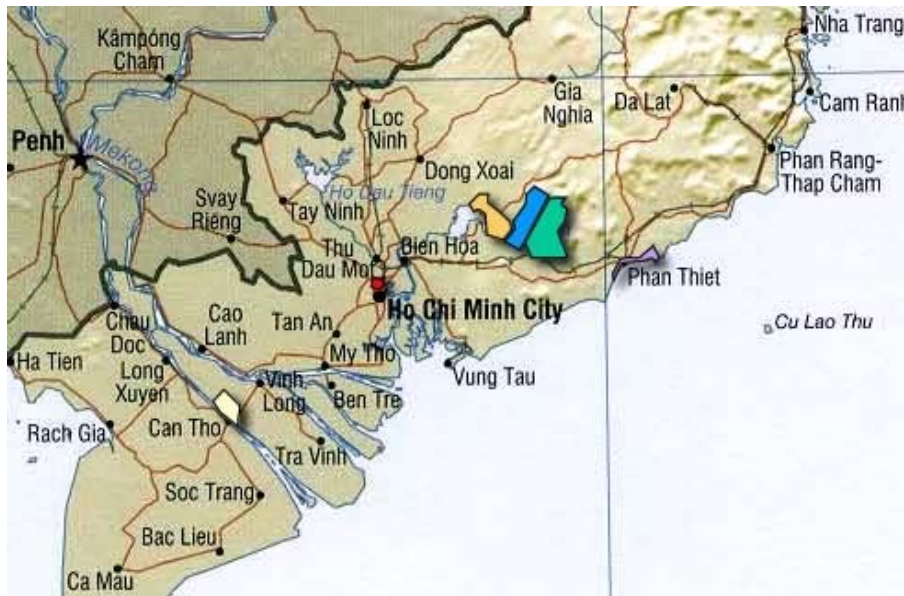 Nha Trang
Kâmpóng
Cham
Penh
Mekong
Loc
Ninh
Gia
Nghia
Da Lat
Cam Ranh
Dong Xoai
Phan Rang-
Thap Cham
Svay
Riêng
Ho Dau Tieng
Tay Ninh
Thu
Dau Mot
Bien Hoa
Phan Thiet
Ho Chi Minh City
Cu Lao Thu
Chau
Doc
Cao
Lanh
Tan An
Ha Tien
Long
Xuyen
My Tho
Vung Tau
Vinh
Long
Ben Tre
Rach Gia
Can Tho
Tra Vinh
Soc Trang
Bac Lieu
Ca Mau